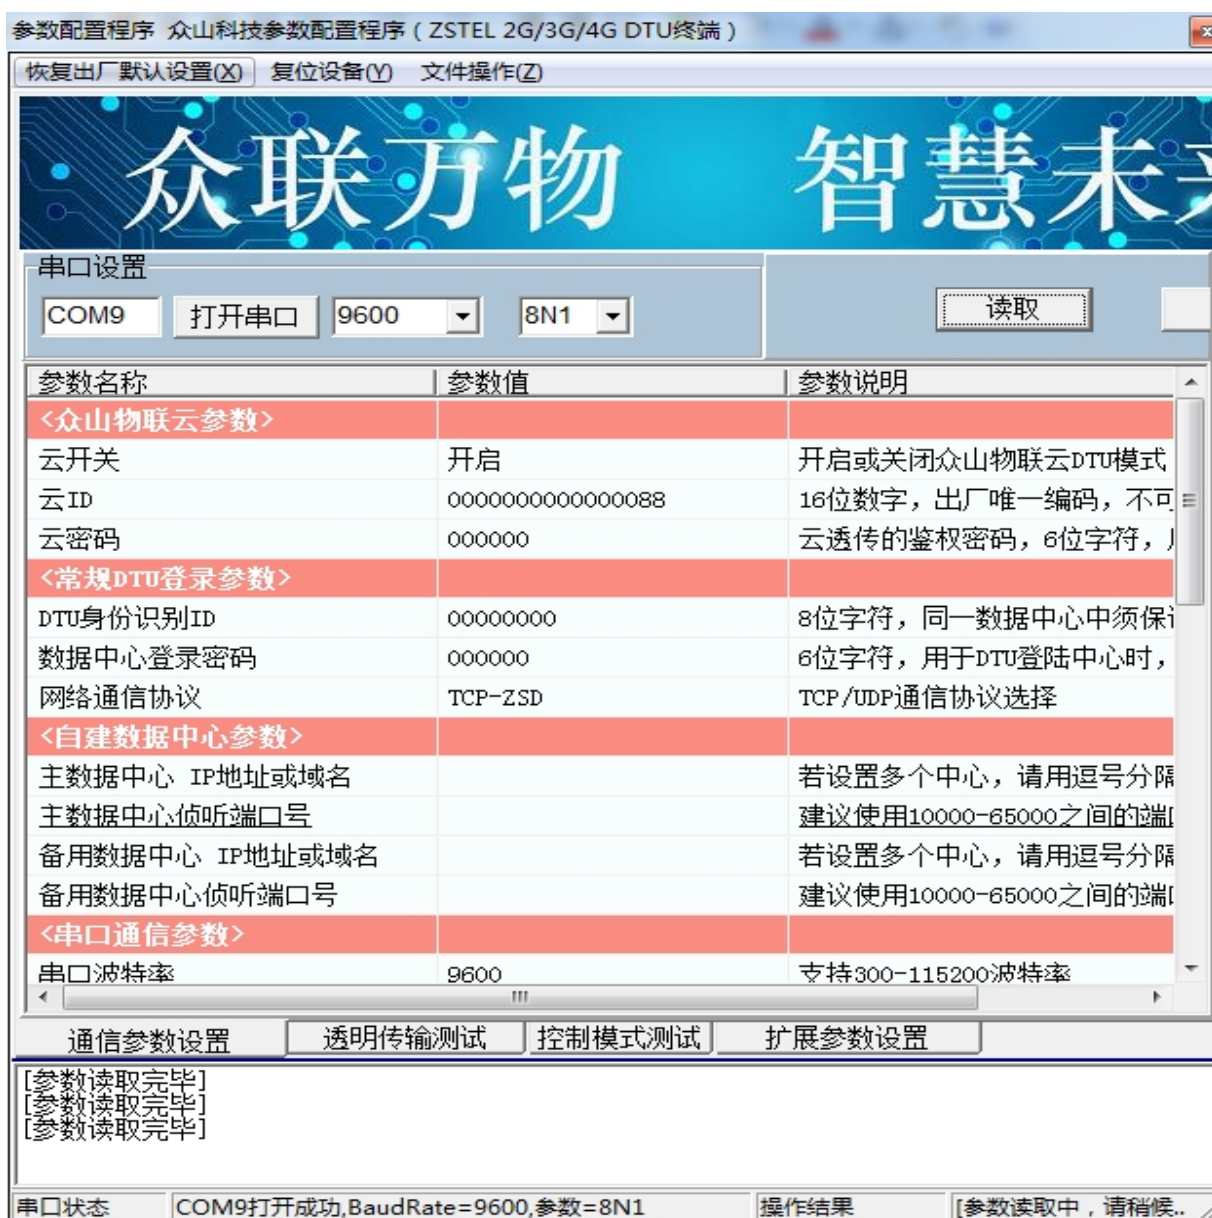 参数配置程序 众山科技参数配置程序 ( ZSTEL 2G/3G/4G DTU终端 )
恢复出厂默认设置(X) 复位设备(Y) 文件操作(Z)
众联万物 智慧未
串口设置
COM9 打开串口 9600 8N1 读取
参数名称 参数值 参数说明
<众山物联云参数>
云开关 开启 开启或关闭众山物联云DTU模式
云ID 0000000000000088 16位数字，出厂唯一编码，不可
云密码 000000 云透传的鉴权密码，6位字符，
<常规DTU登录参数>
DTU身份识别ID 00000000 8位字符，同一数据中心中须保
数据中心登录密码 000000 6位字符，用于DTU登陆中心时，
网络通信协议 TCP-ZSD TCP/UDP通信协议选择
<自建数据中心参数>
主数据中心 IP地址或域名 若设置多个中心，请用逗号分隔
主数据中心侦听端口号 建议使用10000-65000之间的端
备用数据中心 IP地址或域名 若设置多个中心，请用逗号分隔
备用数据中心侦听端口号 建议使用10000-65000之间的端
<串口通信参数>
串口波特率 9600 支持300-115200波特率
通信参数设置 透明传输测试 控制模式测试 扩展参数设置
[参数读取完毕]
[参数读取完毕]
[参数读取完毕]
串口状态 COM9打开成功,BaudRate=9600,参数=8N1 操作结果 [参数读取中，请稍候..